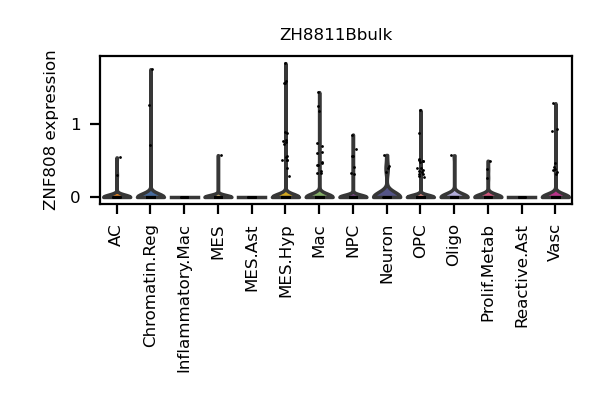 ZH8811Bbulk
ZNF808 expression
1
0
AC
Chromatin.Reg
Inflammatory.Mac
MES
MES.Ast
MES.Hyp
Mac
NPC
Neuron
OPC
Oligo
Prolif.Metab
Reactive.Ast
Vasc